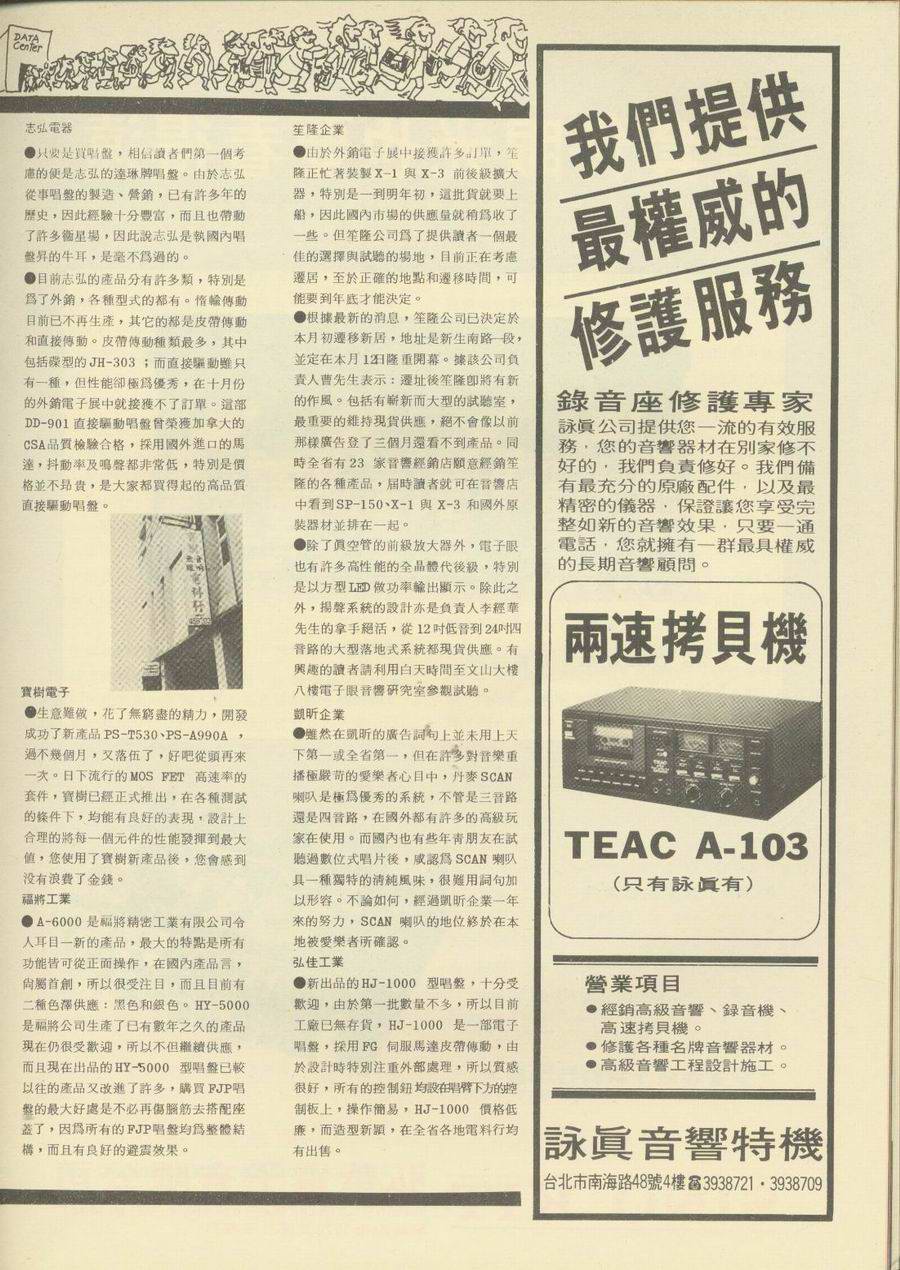 DATA
Center
志弘電器
●只要是買唱盤，相信讀者們第一個考
慮的便是志弘的達琳牌唱盤。由於志弘
從事唱盤的製造、營銷，已有許多年的
歷史，因此經驗十分豐富，而且也帶動
了許多衞星場，因此說志弘是執國內唱
盤界的牛耳，是毫不爲過的。
●目前志弘的產品分有許多類，特別是
爲了外銷，各種型式的都有。惰輪傳動
目前已不再生產，其它的都是皮帶傳動
和直接傳動。皮帶傳動種類最多，其中
包括碟型的JH-303 ；而直接驅動雖只
有一種，但性能卻極爲優秀，在十月份
的外銷電子展中就接獲不了訂單。這部
DD-901直接驅動唱盤曾榮獲加拿大的
CSA品質檢驗合格，採用國外進口的馬
達，抖動率及鳴聲都非常低，特別是價
格並不昂貴，是大家都買得起的高品質
直接驅動唱盤。
寶樹電子
●生意難做，花了無窮盡的精力，開發
成功了新產品PS-T530、PS-A990A ，
過不幾個月，又落伍了，好吧從頭再來
一次。日下流行的MOS FET 高速率的
套件，寶樹已經正式推出，在各種測試
的條件下，均能有良好的表現，設計上
合理的將每一個元件的性能發揮到最大
值，您使用了寶樹新產品後，您會感到
沒有浪費了金錢。
福將工業
●A-6000 是福將精密工業有限公司令
人耳目一新的產品，最大的特點是所有
功能皆可從正面操作，在國內產品言，
尙屬首創，所以很受注目，而且目前有
二種色澤供應：黑色和銀色。HY-5000
是福將公司生產了已有數年之久的產品
現在仍很受歡迎，所以不但繼續供應，
而且現在出品的HY-5000 型唱盤已較
以往的產品又改進了許多，購買FJP唱
盤的最大好處是不必再傷腦筋去搭配座
蓋了，因爲所有的FJP唱盤均爲整體結
構，而且有良好的避震效果。
笙隆企業
●由於外銷電子展中接獲許多訂單，笙
隆正忙著裝製X-1 與 X-3 前後級擴大
器，特別是一到明年初，這批貨就要上
船，因此國內市場的供應量就稍爲收了
一些。但笙隆公司爲了提供讀者一個最
佳的選擇與試聽的場地，目前正在考慮
遷居，至於正確的地點和遷移時間，可
能要到年底才能決定。
●根據最新的消息，笙隆公司已決定於
本月初遷移新居，地址是新生南路一段，
並定在本月12日隆重開幕。據該公司負
責人曹先生表示：遷址後笙隆卽將有新
的作風。包括有嶄新而大型的試聽室，
最重要的維持現貨供應，絕不會像以前
那樣廣告登了三個月還看不到產品。同
時全省有23 家音響經銷店願意經銷笙
隆的各種產品，屆時讀者就可在音響店
中看到SP-150、X-1 與 X-3 和國外原
裝器材並排在一起。
●除了眞空管的前級放大器外，電子眼
也有許多高性能的全晶體代後級，特別
是以方型LED做功率輸出顯示。除此之
外，揚聲系統的設計亦是負責人李經華
先生的拿手絕活，從12吋低音到24吋四
音路的大型落地式系統都現貨供應。有
興趣的讀者請利用白天時間至文山大樓
八樓電子眼音響研究室參觀試聽。
凱昕企業
●雖然在凱昕的廣告詞句上並未用上天
下第一或全省第一，但在許多對音樂重
播極嚴苛的愛樂者心目中，丹麥SCAN
喇叭是極爲優秀的系統，不管是三音路
還是四音路，在國外都有許多的高級玩
家在使用。而國內也有些年靑朋友在試
聽過數位式唱片後，咸認爲SCAN 喇叭
具一種獨特的淸純風味，很難用詞句加
以形容。不論如何，經過凱昕企業一年
來的努力，SCAN 喇叭的地位終於在本
地被愛樂者所確認。
弘佳工業
●新出品的HJ-1000 型唱盤，十分受
歡迎，由於第一批數量不多，所以目前
工廠已無存貨，HJ-1000 是一部電子
唱盤，採用FG 伺服馬達皮帶傳動，由
於設計時特別注重外部處理，所以質感
很好，所有的控制鈕均設在唱臂下方的控
制板上，操作簡易，HJ-1000 價格低
廉，而造型新穎，在全省各地電料行均
有出售。
我們提供
最權威的
修護服務
錄音座修護專家
詠眞公司提供您一流的有效服
務，您的音響器材在別家修不
好的，我們負責修好。我們備
有最充分的原廠配件，以及最
精密的儀器，保證讓您享受完
整如新的音響效果，只要一通
電話，您就擁有一群最具權威
的長期音響顧問。
兩速拷貝機
TEAC A-103
（只有詠眞有）
營業項目
●經銷高級音響、錄音機、
高速拷貝機。
●修護各種名牌音響器材。
●高級音響工程設計施工。
詠眞音響特機
台北市南海路48號4樓☎3938721・3938709